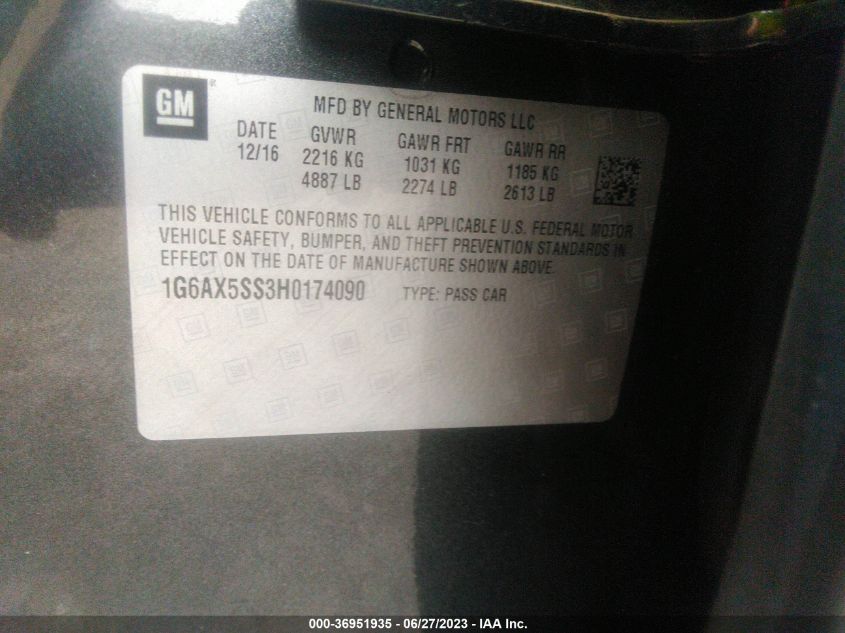 GM®
MFD BY GENERAL MOTORS LLC
DATE GVWR GAWR FRT GAWR RR
12/16 2216 KG 1031 KG 1185 KG
4887 LB 2274 LB 2613 LB
THIS VEHICLE CONFORMS TO ALL APPLICABLE U.S. FEDERAL MOTOR
VEHICLE SAFETY, BUMPER, AND THEFT PREVENTION STANDARDS IN
EFFECT ON THE DATE OF MANUFACTURE SHOWN ABOVE.
1G6AX5SS3H0174090 TYPE: PASS CAR
000-36951935 - 06/27/2023 - IAA Inc.